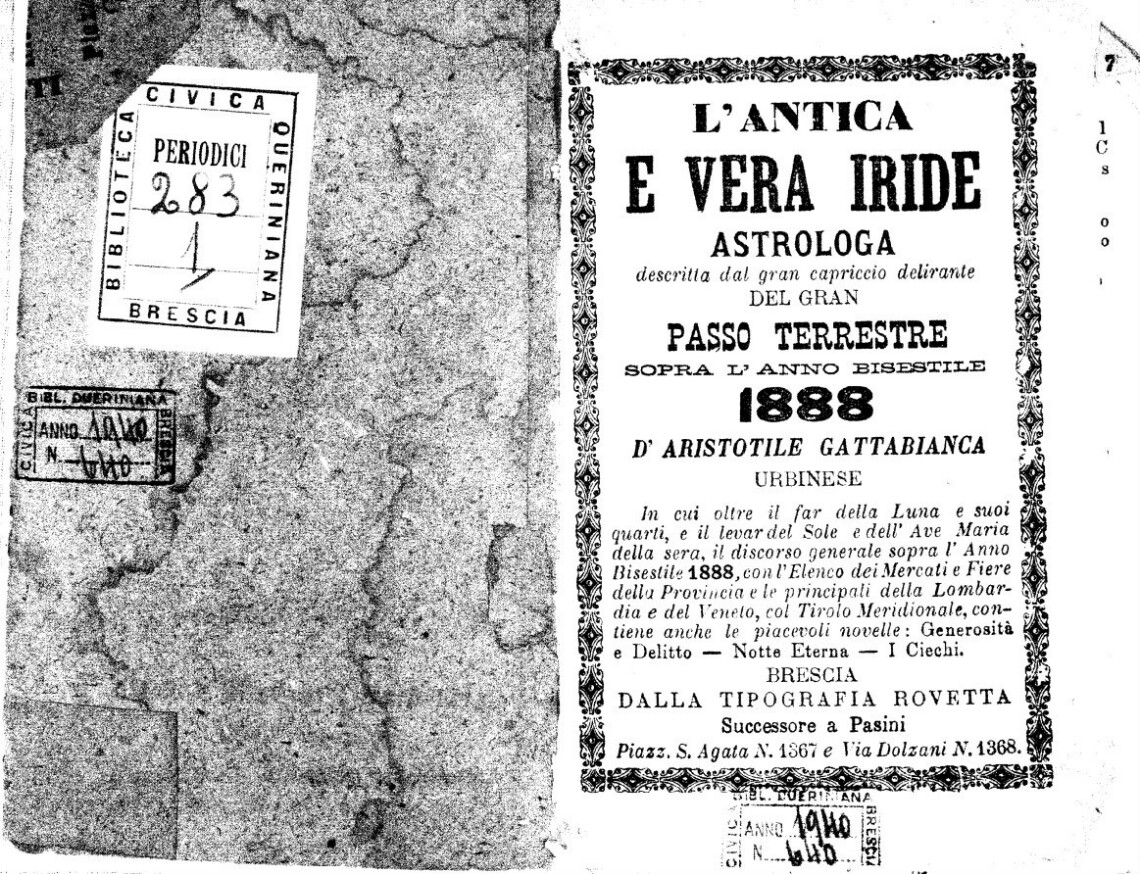 TI
CIVICA
BIBLIOTECA
QUERINIANA
PERIODICI
283
1
BRESCIA
BIBL. QUERINIANA
CIVICA
BRESCIA
ANNO 1940
N. 640
7
L'ANTICA
E VERA IRIDE
ASTROLOGA
descritta dal gran capriccio delirante
DEL GRAN
PASSO TERRESTRE
SOPRA L'ANNO BISESTILE
1888
D'ARISTOTILE GATTABIANCA
URBINESE
In cui oltre il far della Luna e suoi
quarti, e il levar del Sole e dell'Ave Maria
della sera, il discorso generale sopra l'Anno
Bisestile 1888, con l'Elenco dei Mercati e Fiere
della Provincia e le principali della Lombar-
dia e del Veneto, col Tirolo Meridionale, con-
tiene anche le piacevoli novelle: Generosità
e Delitto — Notte Eterna — I Ciechi.
BRESCIA
DALLA TIPOGRAFIA ROVETTA
Successore a Pasini
Piazz. S. Agata N. 1367 e Via Dolzani N. 1368.
BIBL. QUERINIANA
CIVICA
BRESCIA
ANNO 1940
N. 640